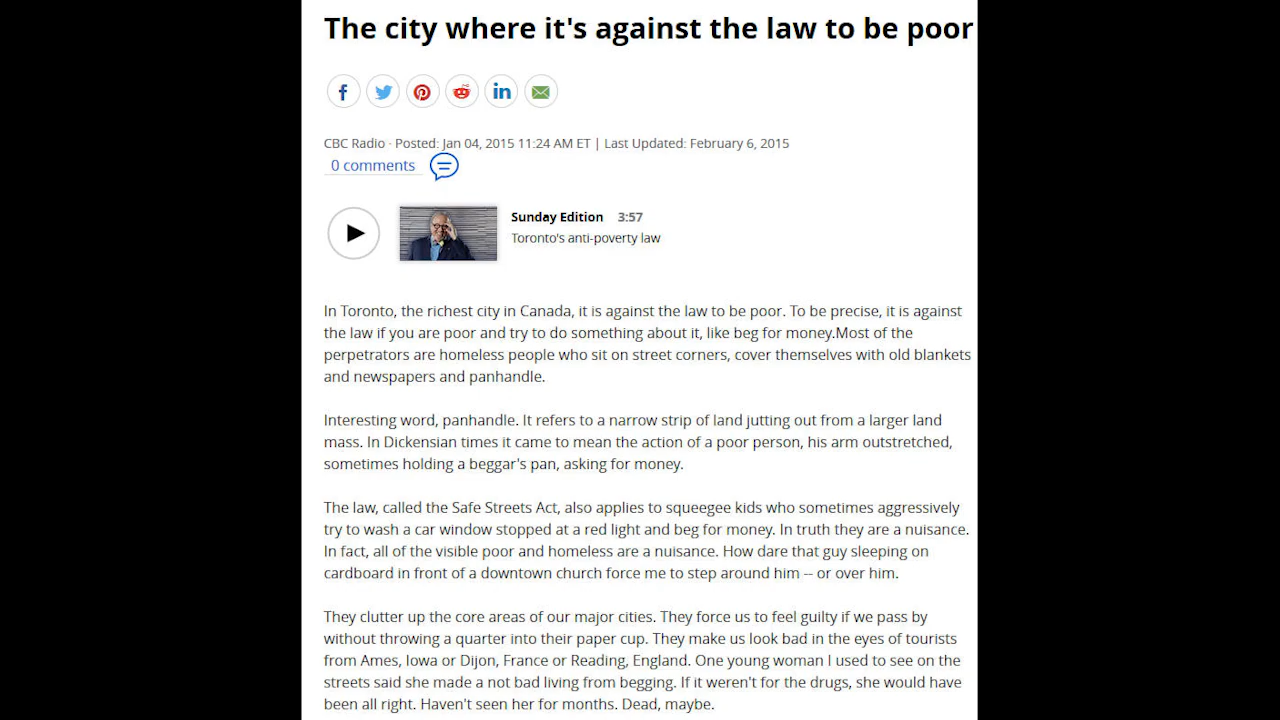 The city where it's against the law to be poor
CBC Radio · Posted: Jan 04, 2015 11:24 AM ET | Last Updated: February 6, 2015
0 comments
Sunday Edition 3:57
Toronto's anti-poverty law
In Toronto, the richest city in Canada, it is against the law to be poor. To be precise, it is against
the law if you are poor and try to do something about it, like beg for money.Most of the
perpetrators are homeless people who sit on street corners, cover themselves with old blankets
and newspapers and panhandle.
Interesting word, panhandle. It refers to a narrow strip of land jutting out from a larger land
mass. In Dickensian times it came to mean the action of a poor person, his arm outstretched,
sometimes holding a beggar's pan, asking for money.
The law, called the Safe Streets Act, also applies to squeegee kids who sometimes aggressively
try to wash a car window stopped at a red light and beg for money. In truth they are a nuisance.
In fact, all of the visible poor and homeless are a nuisance. How dare that guy sleeping on
cardboard in front of a downtown church force me to step around him -- or over him.
They clutter up the core areas of our major cities. They force us to feel guilty if we pass by
without throwing a quarter into their paper cup. They make us look bad in the eyes of tourists
from Ames, Iowa or Dijon, France or Reading, England. One young woman I used to see on the
streets said she made a not bad living from begging. If it weren't for the drugs, she would have
been all right. Haven't seen her for months. Dead, maybe.